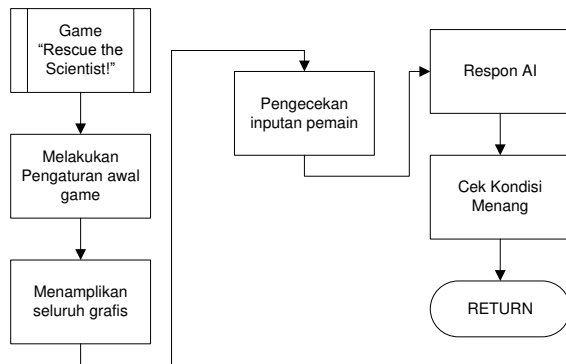 Game
“Rescue the
Scientist!”
Melakukan
Pengaturan awal
game
Menamplikan
seluruh grafis
Pengecekan
inputan pemain
Respon AI
Cek Kondisi
Menang
RETURN